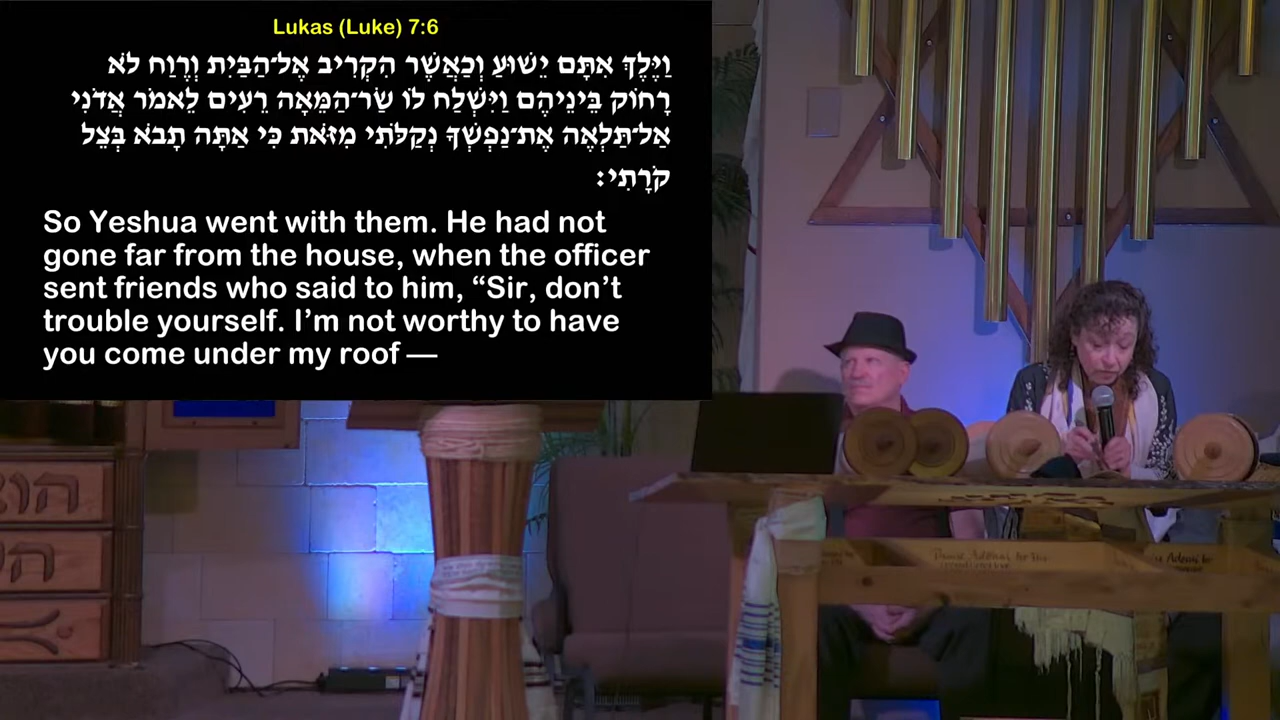 Lukas (Luke) 7:6
וַיֵּלֶךְ אִתָּם יֵשׁוּעַ וְכַאֲשֶׁר הִקְרִיב אֶל־הַבַּיִת וְרֶוַח לֹא
רָחוֹק בֵּינֵיהֶם וַיִּשְׁלַח לוֹ שַׂר־הַמֵּאָה רֵעִים לֵאמֹר אֲדֹנִי
אַל־תַּלְאֶה אֶת־נַפְשְׁךָ נְקַלֹּתִי מִזֹּאת כִּי אַתָּה תָבֹא בְּצֵל
קֹרָתִי׃
So Yeshua went with them. He had not
gone far from the house, when the officer
sent friends who said to him, “Sir, don’t
trouble yourself. I’m not worthy to have
you come under my roof —